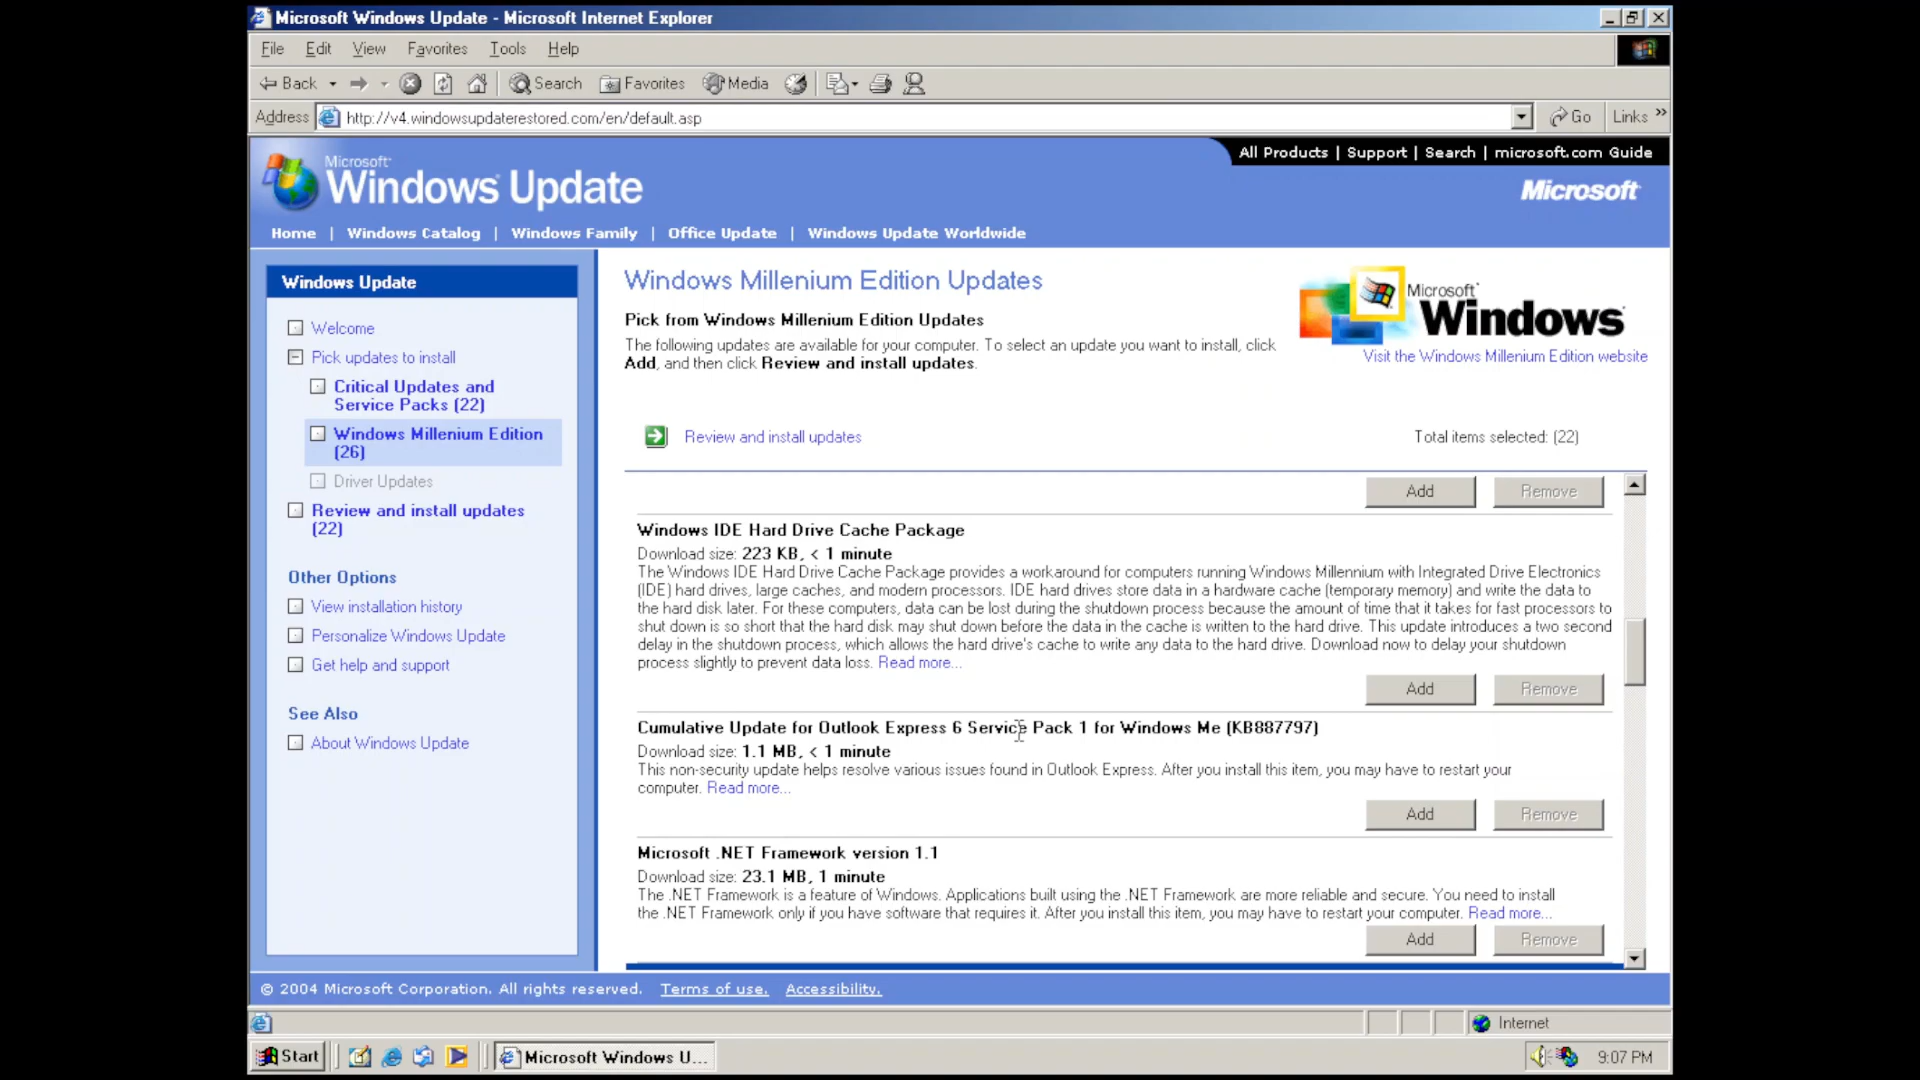 Microsoft Windows Update - Microsoft Internet Explorer
File Edit View Favorites Tools Help
Back Search Favorites Media
Address http://v4.windowsupdaterestored.com/en/default.asp Go Links »
All Products | Support | Search | microsoft.com Guide
Microsoft
Windows Update
Microsoft
Home | Windows Catalog | Windows Family | Office Update | Windows Update Worldwide
Windows Update
Welcome
Pick updates to install
Critical Updates and
Service Packs (22)
Windows Millenium Edition
(26)
Driver Updates
Review and install updates
(22)
Other Options
View installation history
Personalize Windows Update
Get help and support
See Also
About Windows Update
Windows Millenium Edition Updates
Microsoft
Windows
Visit the Windows Millenium Edition website
Pick from Windows Millenium Edition Updates
The following updates are available for your computer. To select an update you want to install, click
Add, and then click Review and install updates.
Review and install updates
Total items selected: (22)
Add Remove
Windows IDE Hard Drive Cache Package
Download size: 223 KB, < 1 minute
The Windows IDE Hard Drive Cache Package provides a workaround for computers running Windows Millennium with Integrated Drive Electronics
(IDE) hard drives, large caches, and modern processors. IDE hard drives store data in a hardware cache (temporary memory) and write the data to
the hard disk later. For these computers, data can be lost during the shutdown process because the amount of time that it takes for fast processors to
shut down is so short that the hard disk may shut down before the data in the cache is written to the hard drive. This update introduces a two second
delay in the shutdown process, which allows the hard drive's cache to write any data to the hard drive. Download now to delay your shutdown
process slightly to prevent data loss. Read more...
Add Remove
Cumulative Update for Outlook Express 6 Service Pack 1 for Windows Me (KB887797)
Download size: 1.1 MB, < 1 minute
This non-security update helps resolve various issues found in Outlook Express. After you install this item, you may have to restart your
computer. Read more...
Add Remove
Microsoft .NET Framework version 1.1
Download size: 23.1 MB, 1 minute
The .NET Framework is a feature of Windows. Applications built using the .NET Framework are more reliable and secure. You need to install
the .NET Framework only if you have software that requires it. After you install this item, you may have to restart your computer. Read more...
Add Remove
© 2004 Microsoft Corporation. All rights reserved. Terms of use. Accessibility.
Internet
Start Microsoft Windows U... 9:07 PM